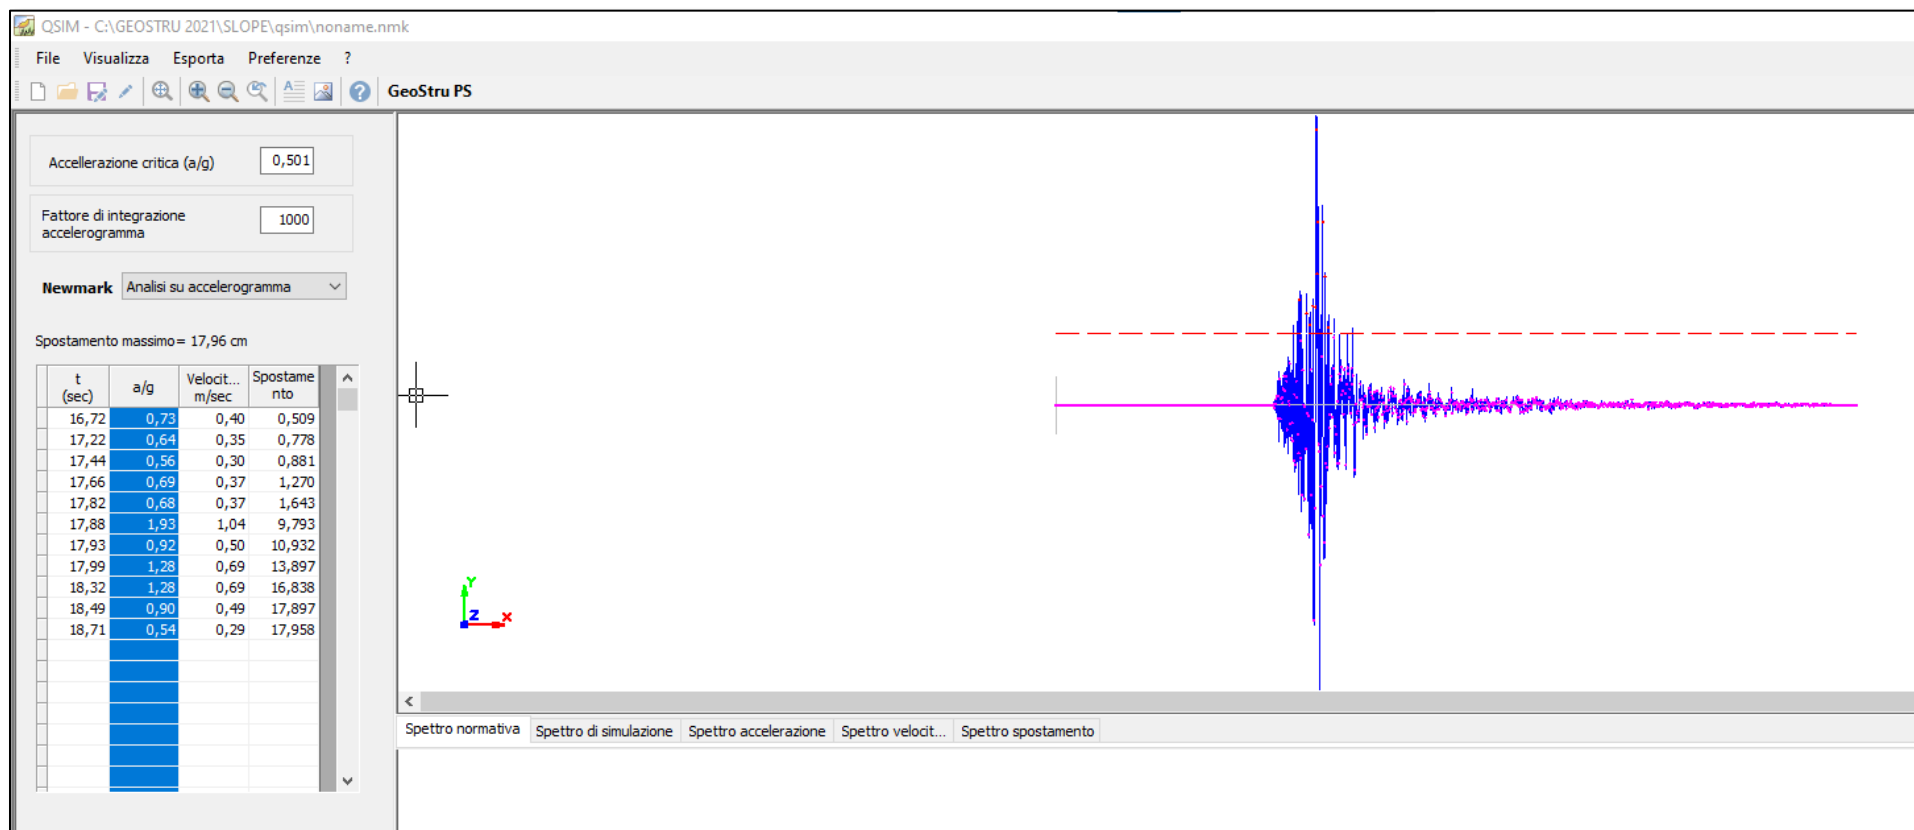 QSIM - C:\GEOSTRU 2021\SLOPE\qsim\noname.nmk
File Visualizza Esporta Preferenze ?
GeoStru PS
Accellerazione critica (a/g) 0,501
Fattore di integrazione
accelerogramma 1000
Newmark Analisi su accelerogramma
Spostamento massimo= 17,96 cm
t
(sec) a/g Velocit...
m/sec Spostame
nto
16,72 0,73 0,40 0,509
17,22 0,64 0,35 0,778
17,44 0,56 0,30 0,881
17,66 0,69 0,37 1,270
17,82 0,68 0,37 1,643
17,88 1,93 1,04 9,793
17,93 0,92 0,50 10,932
17,99 1,28 0,69 13,897
18,32 1,28 0,69 16,838
18,49 0,90 0,49 17,897
18,71 0,54 0,29 17,958
Y
Z X
Spettro normativa Spettro di simulazione Spettro accelerazione Spettro velocit... Spettro spostamento